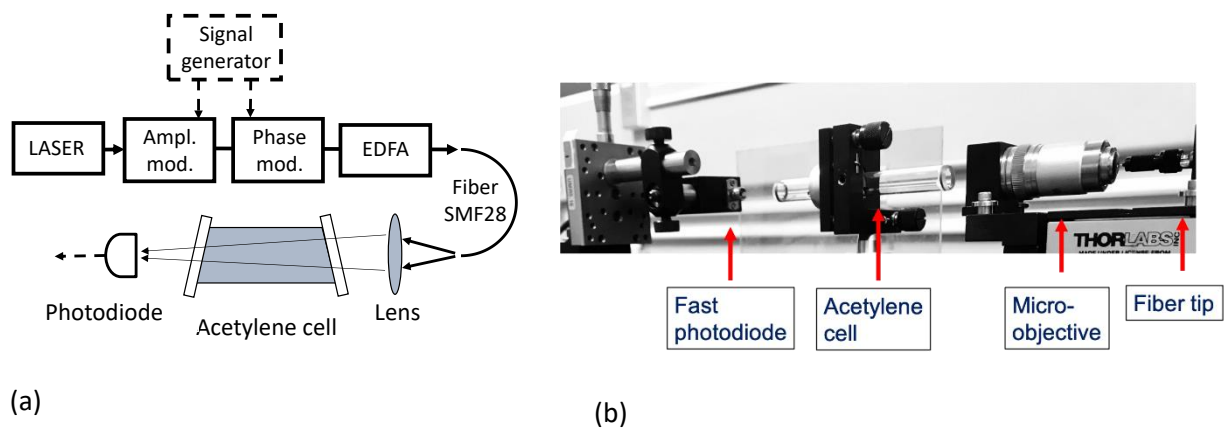 Signal
generator
LASER
Ampl.
mod.
Phase
mod.
EDFA
Fiber
SMF28
Photodiode
Acetylene cell
Lens
(a)
THORLABS
Fast
photodiode
Acetylene
cell
Micro-
objective
Fiber tip
(b)